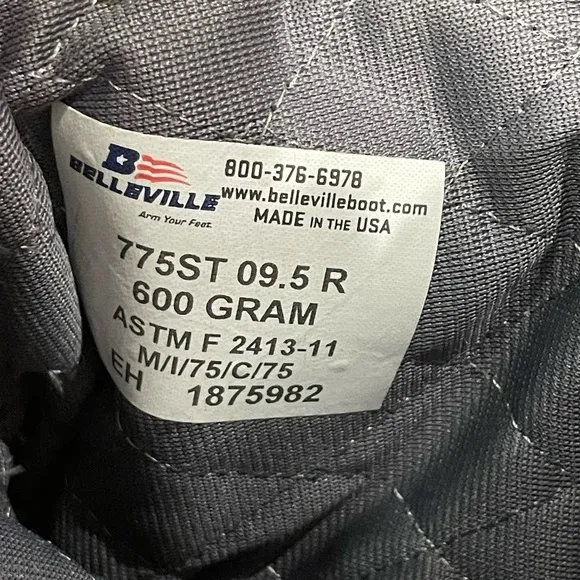 BELLEVILLE
Arm Your Feet
800-376-6978
www.bellevilleboot.com
MADE IN THE USA
775ST 09.5 R
600 GRAM
ASTM F 2413-11
M/I/75/C/75
EH 1875982